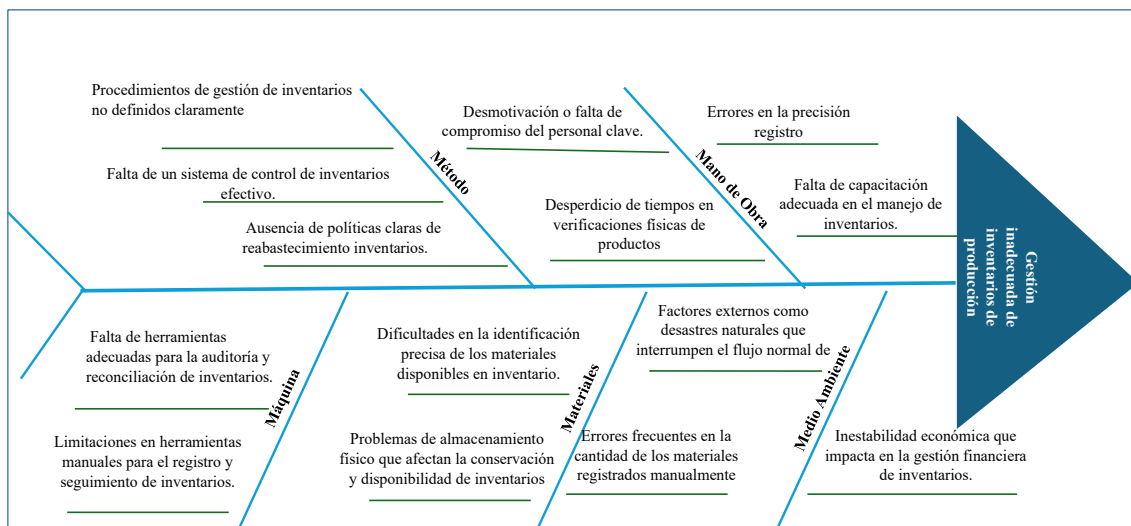 Procedimientos de gestión de inventarios
no definidos claramente
Falta de un sistema de control de inventarios
efectivo.
Ausencia de políticas claras de
reabastecimiento inventarios.
Método
Desmotivación o falta de
compromiso del personal clave.
Desperdicio de tiempos en
verificaciones físicas de
productos
Mano de Obra
Errores en la precisión
registro
Falta de capacitación
adecuada en el manejo de
inventarios.
Gestión
inadecuada de
inventarios de
producción
Falta de herramientas
adecuadas para la auditoría y
reconciliación de inventarios.
Limitaciones en herramientas
manuales para el registro y
seguimiento de inventarios.
Máquina
Dificultades en la identificación
precisa de los materiales
disponibles en inventario.
Problemas de almacenamiento
físico que afectan la conservación
y disponibilidad de inventarios
Materiales
Factores externos como
desastres naturales que
interrumpen el flujo normal de
Errores frecuentes en la
cantidad de los materiales
registrados manualmente
Medio Ambiente
Inestabilidad económica que
impacta en la gestión financiera
de inventarios.